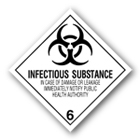 INFECTIOUS SUBSTANCE
IN CASE OF DAMAGE OR LEAKAGE
IMMEDIATELY NOTIFY PUBLIC
HEALTH AUTHORITY
6